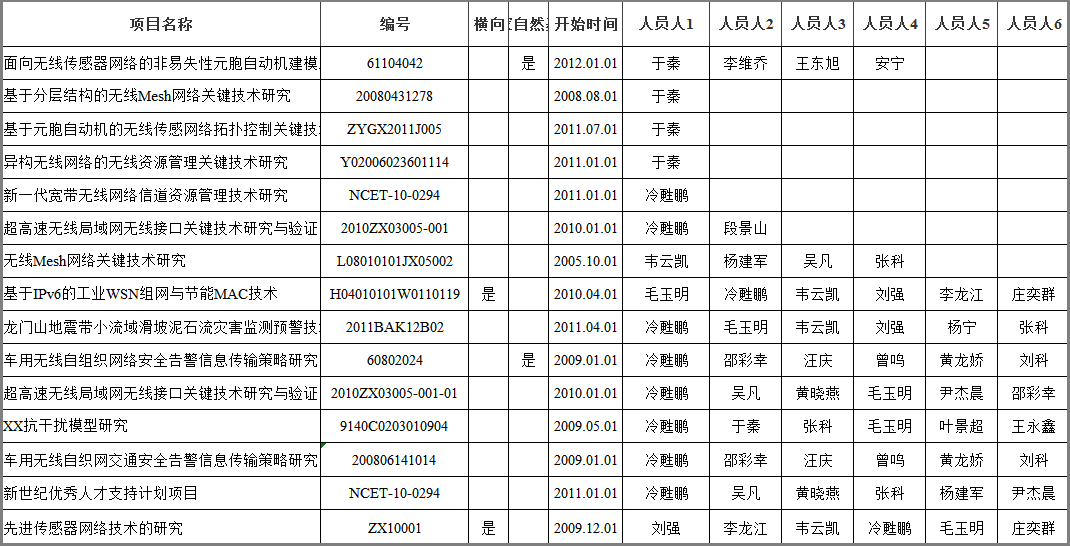 项目名称 编号 横向 自然 开始时间 人员人1 人员人2 人员人3 人员人4 人员人5 人员人6
面向无线传感器网络的非易失性元胞自动机建模 61104042 是 2012.01.01 于秦 李维乔 王东旭 安宁
基于分层结构的无线Mesh网络关键技术研究 20080431278 2008.08.01 于秦
基于元胞自动机的无线传感网络拓扑控制关键技 ZYGX2011J005 2011.07.01 于秦
异构无线网络的无线资源管理关键技术研究 Y02006023601114 2011.01.01 于秦
新一代宽带无线网络信道资源管理技术研究 NCET-10-0294 2011.01.01 冷甦鹏
超高速无线局域网无线接口关键技术研究与验证 2010ZX03005-001 2010.01.01 冷甦鹏 段景山
无线Mesh网络关键技术研究 L08010101JX05002 2005.10.01 韦云凯 杨建军 吴凡 张科
基于IPv6的工业WSN组网与节能MAC技术 H04010101W0110119 是 2010.04.01 毛玉明 冷甦鹏 韦云凯 刘强 李龙江 庄奕群
龙门山地震带小流域滑坡泥石流灾害监测预警技 2011BAK12B02 2011.04.01 冷甦鹏 毛玉明 韦云凯 刘强 杨宁 张科
车用无线自组织网络安全告警信息传输策略研究 60802024 是 2009.01.01 冷甦鹏 邵彩幸 汪庆 曾鸣 黄龙娇 刘科
超高速无线局域网无线接口关键技术研究与验证 2010ZX03005-001-01 2010.01.01 冷甦鹏 吴凡 黄晓燕 毛玉明 尹杰晨 邵彩幸
XX抗干扰模型研究 9140C0203010904 2009.05.01 冷甦鹏 于秦 张科 毛玉明 叶景超 王永鑫
车用无线自织网交通安全告警信息传输策略研究 200806141014 2009.01.01 冷甦鹏 邵彩幸 汪庆 曾鸣 黄龙娇 刘科
新世纪优秀人才支持计划项目 NCET-10-0294 2011.01.01 冷甦鹏 吴凡 黄晓燕 张科 杨建军 尹杰晨
先进传感器网络技术的研究 ZX10001 是 2009.12.01 刘强 李龙江 韦云凯 冷甦鹏 毛玉明 庄奕群